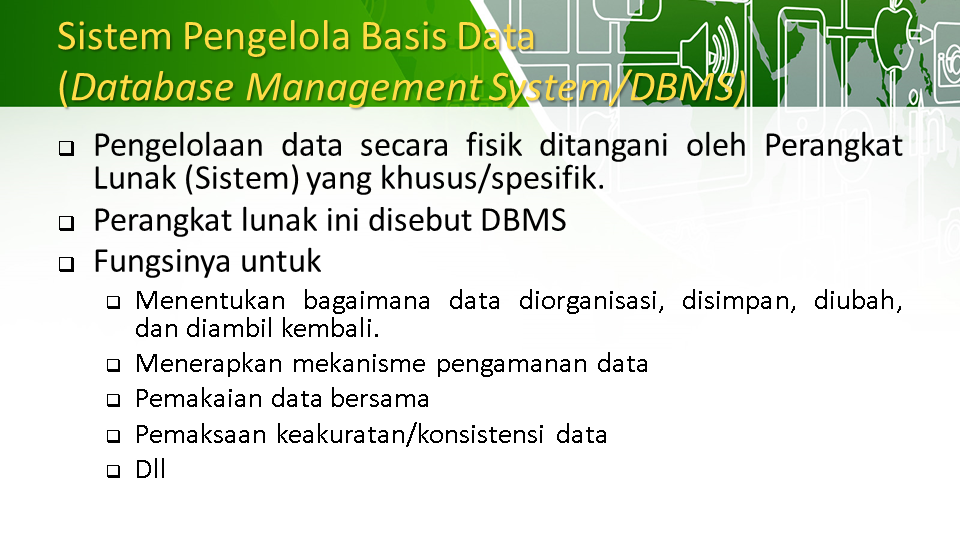 Sistem Pengelola Basis Data
(Database Management System/DBMS)
Pengelolaan data secara fisik ditangani oleh Perangkat
Lunak (Sistem) yang khusus/spesifik.
Perangkat lunak ini disebut DBMS
Fungsinya untuk
Menentukan bagaimana data diorganisasi, disimpan, diubah,
dan diambil kembali.
Menerapkan mekanisme pengamanan data
Pemakaian data bersama
Pemaksaan keakuratan/konsistensi data
Dll